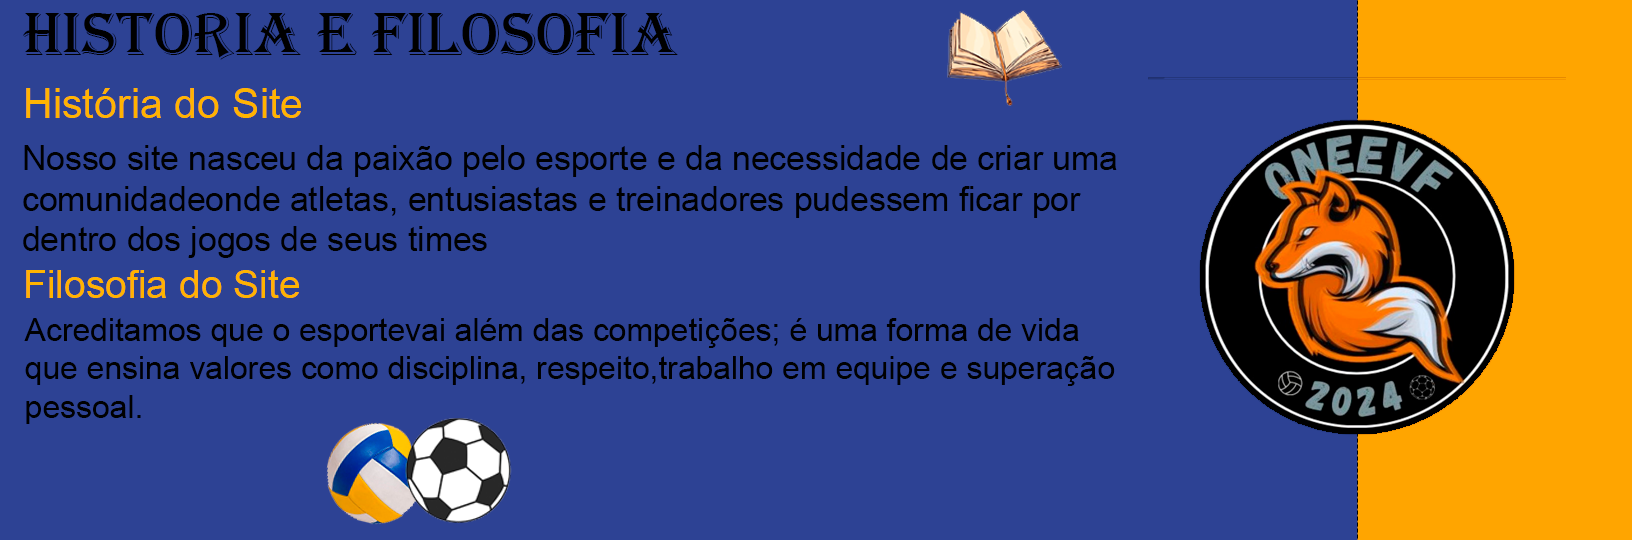 HISTORIA E FILOSOFIA
História do Site
Nosso site nasceu da paixão pelo esporte e da necessidade de criar uma
comunidadeonde atletas, entusiastas e treinadores pudessem ficar por
dentro dos jogos de seus times
Filosofia do Site
Acreditamos que o esportevai além das competições; é uma forma de vida
que ensina valores como disciplina, respeito,trabalho em equipe e superação
pessoal.
ONEEVF
2024